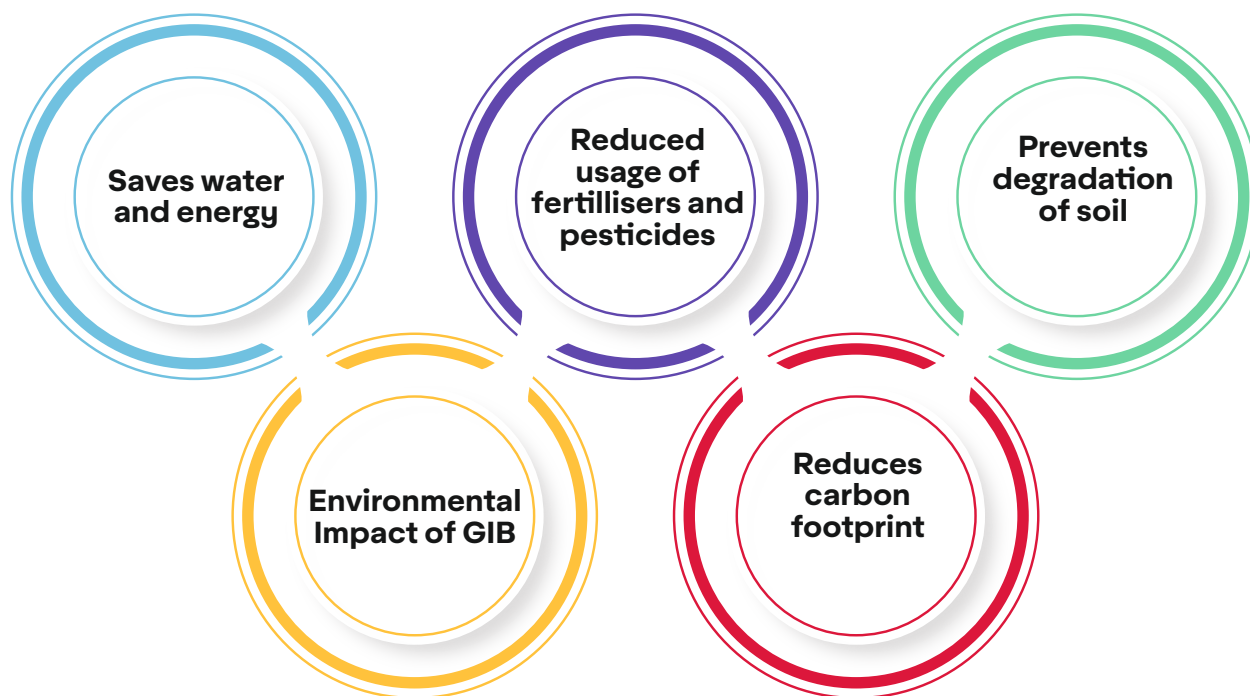 Saves water
and energy
Reduced
usage of
fertillisers and
pesticides
Prevents
degradation
of soil
Environmental
Impact of GIB
Reduces
carbon
footprint